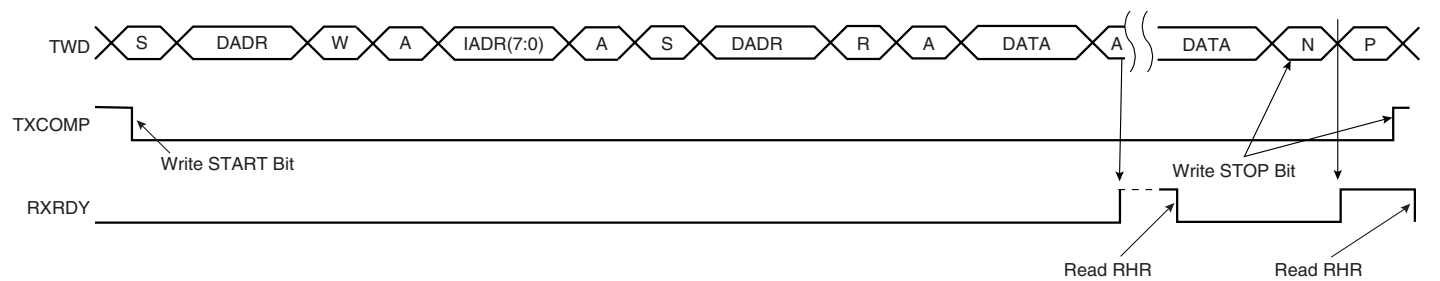 TWD S DADR W A IADR(7:0) A S DADR R A DATA A DATA N P
TXCOMP
Write START Bit
Write STOP Bit
RXRDY
Read RHR Read RHR